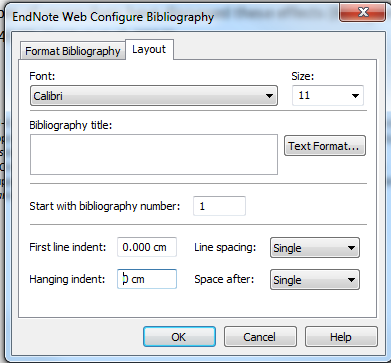 EndNote Web Configure Bibliography
Format Bibliography Layout
Font: Size:
Calibri 11
Bibliography title:
Text Format...
Start with bibliography number: 1
First line indent: 0.000 cm Line spacing: Single
Hanging indent: 0 cm Space after: Single
OK Cancel Help